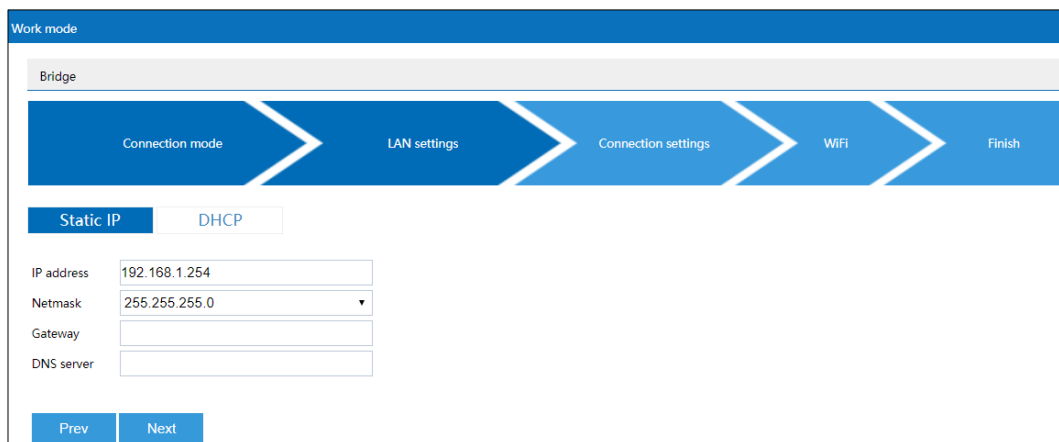 Work mode
Bridge
Connection mode LAN settings Connection settings WiFi Finish
Static IP DHCP
IP address 192.168.1.254
Netmask 255.255.255.0
Gateway
DNS server
Prev Next